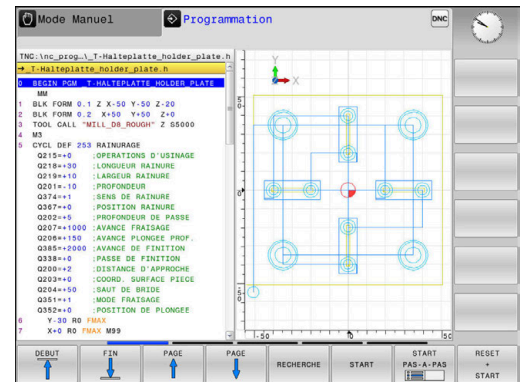 Mode Manuel
Programmation
DNC
TNC:\nc_prog…\_T-Halteplatte_holder_plate.h
→_T-Halteplatte_holder_plate.h
0 BEGIN PGM _T-HALTEPLATTE_HOLDER_PLATE
MM
1 BLK FORM 0.1 Z X-50 Y-50 Z-20
2 BLK FORM 0.2 X+50 Y+50 Z+0
3 TOOL CALL "MILL_D8_ROUGH" Z S5000
4 M3
5 CYCL DEF 253 RAINURAGE
Q215=+0 ;OPERATIONS D'USINAGE
Q218=+30 ;LONGUEUR RAINURE
Q219=+10 ;LARGEUR RAINURE
Q201=-10 ;PROFONDEUR
Q374=+1 ;SENS DE RAINURE
Q367=+0 ;POSITION RAINURE
Q202=+5 ;PROFONDEUR DE PASSE
Q207=+1000 ;AVANCE FRAISAGE
Q206=+150 ;AVANCE PLONGEE PROF.
Q385=+2000 ;AVANCE DE FINITION
Q338=+0 ;PASSE DE FINITION
Q200=+2 ;DISTANCE D'APPROCHE
Q203=+0 ;COORD. SURFACE PIECE
Q204=+50 ;SAUT DE BRIDE
Q351=+1 ;MODE FRAISAGE
Q352=+0 ;POSITION DE PLONGEE
6 Y-30 R0 FMAX
7 X+0 R0 FMAX M99
Y
X
50
0
-50
-50
0
50
DEBUT
FIN
PAGE
PAGE
RECHERCHE
START
START
PAS-A-PAS
RESET
+
START